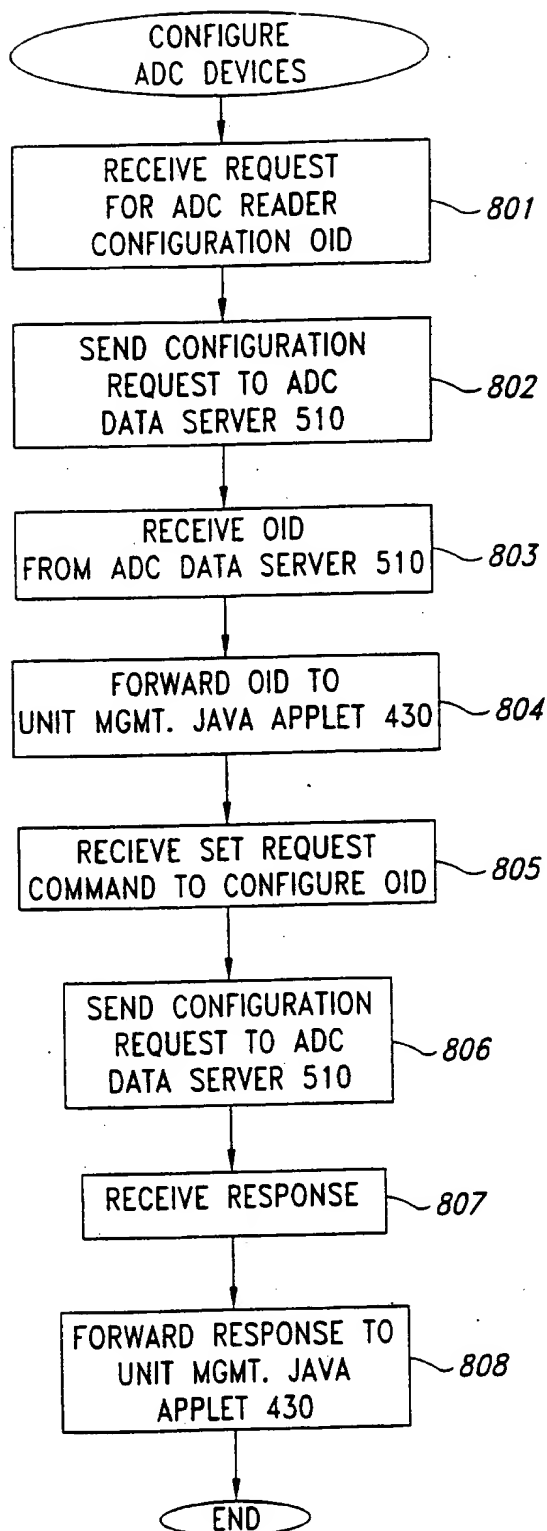 CONFIGURE
ADC DEVICES
RECEIVE REQUEST
FOR ADC READER
CONFIGURATION OID
801
SEND CONFIGURATION
REQUEST TO ADC
DATA SERVER 510
802
RECEIVE OID
FROM ADC DATA SERVER 510
803
FORWARD OID TO
UNIT MGMT. JAVA APPLET 430
804
RECIEVE SET REQUEST
COMMAND TO CONFIGURE OID
805
SEND CONFIGURATION
REQUEST TO ADC
DATA SERVER 510
806
RECEIVE RESPONSE
807
FORWARD RESPONSE TO
UNIT MGMT. JAVA
APPLET 430
808
END